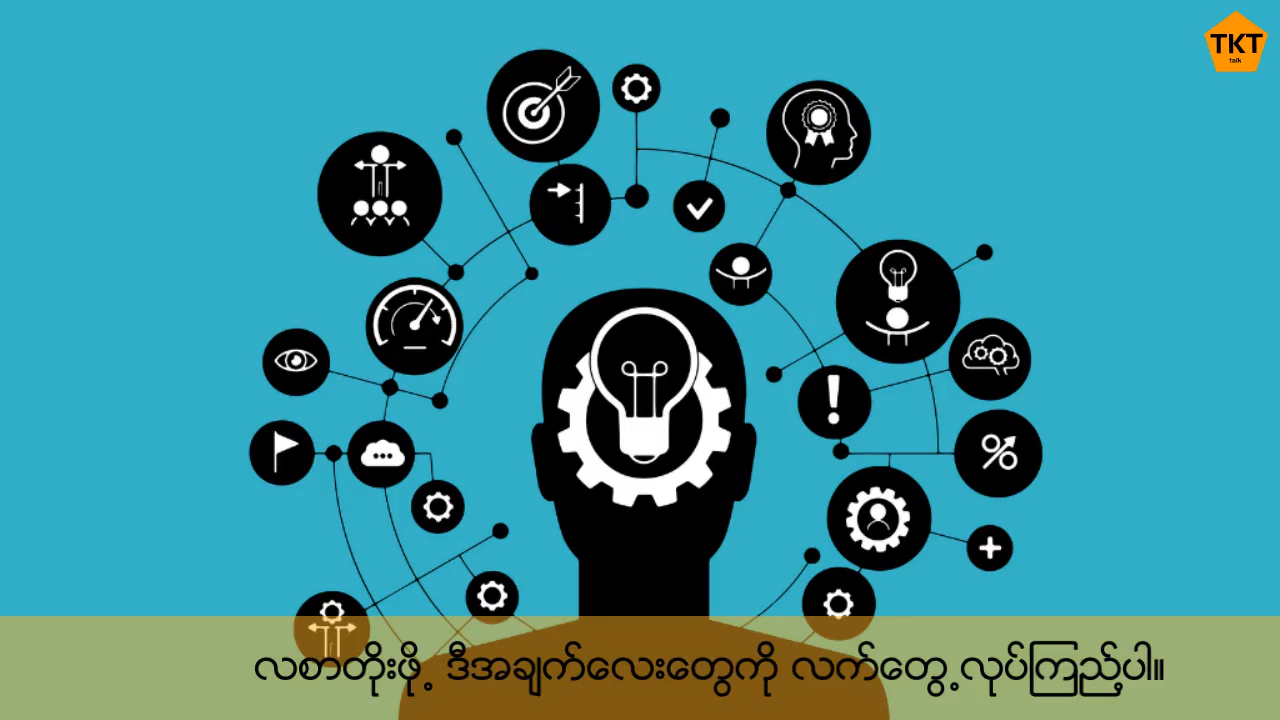 TKT
talk
လစာတိုးဖို့ ဒီအချက်လေးတွေကို လက်တွေ့လုပ်ကြည့်ပါ။